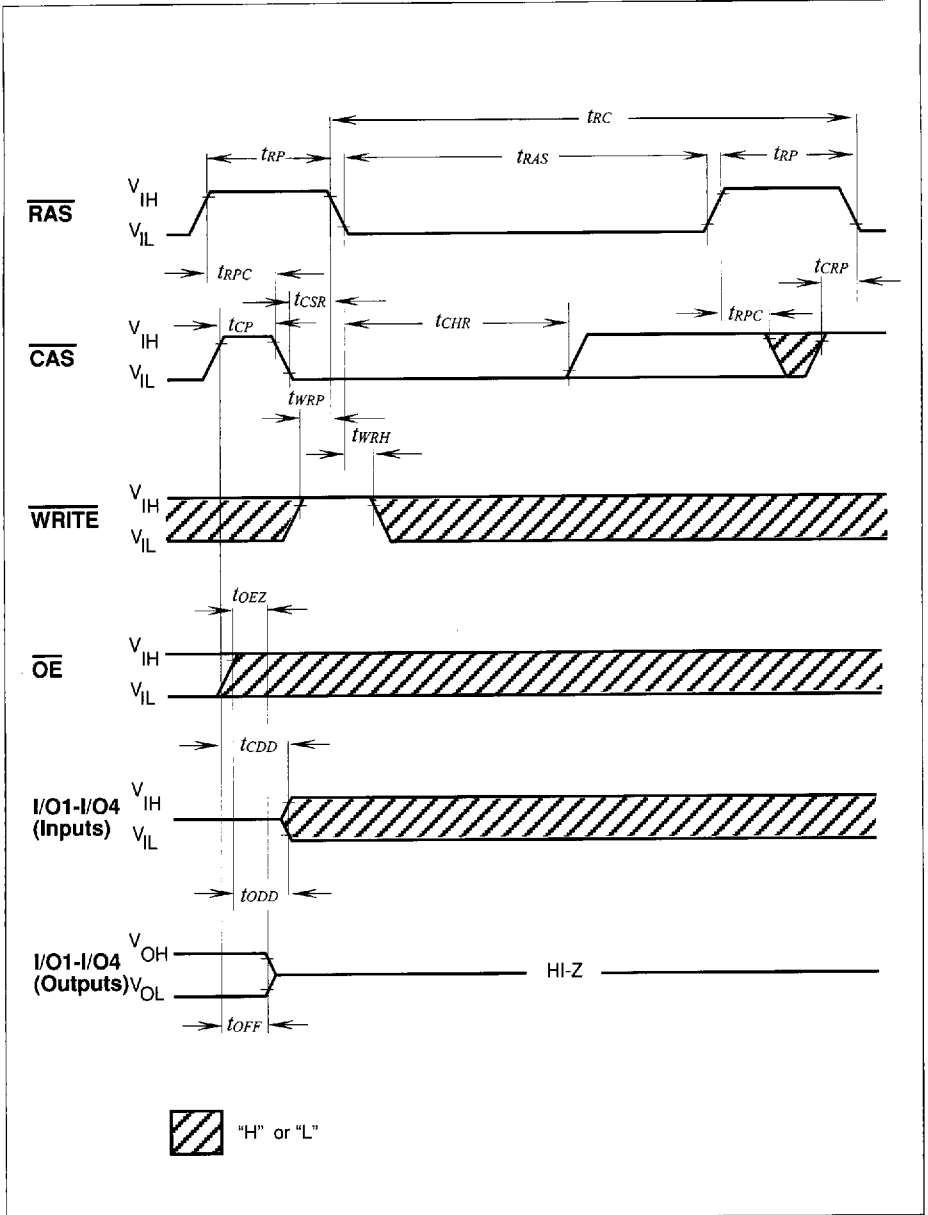 tRC
tRP tRAS tRP
RAS VIH
VIL
tRPC tCSR tCRP
tCP tCHR tRPC
CAS VIH
VIL
tWRP
tWRH
WRITE VIH
VIL
tOEZ
OE VIH
VIL
tCDD
I/O1-I/O4 VIH
(Inputs) VIL
tODD
I/O1-I/O4 VOH
HI-Z
(Outputs) VOL
tOFF
"H" or "L"